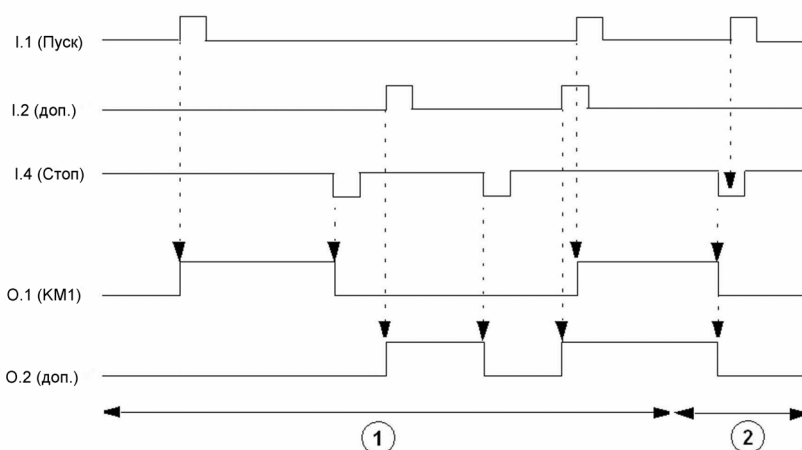 I.1 (Пуск)
I.2 (доп.)
I.4 (Стоп)
O.1 (KM1)
O.2 (доп.)
1
2